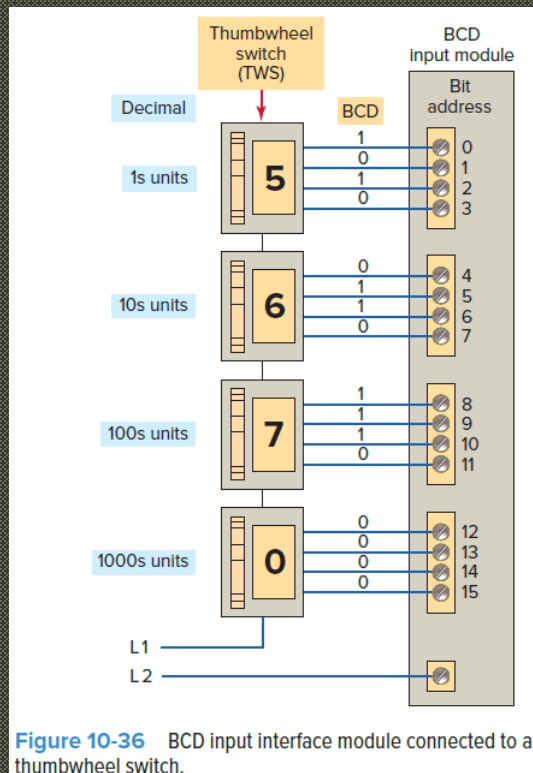 Thumbwheel
switch
(TWS)
BCD
input module
Bit
address
Decimal
BCD
1s units
5
1
0
1
0
0
1
2
3
10s units
6
0
1
1
0
4
5
6
7
100s units
7
1
1
1
0
8
9
10
11
1000s units
0
0
0
0
0
12
13
14
15
L1
L2
Figure 10-36 BCD input interface module connected to a
thumbwheel switch.